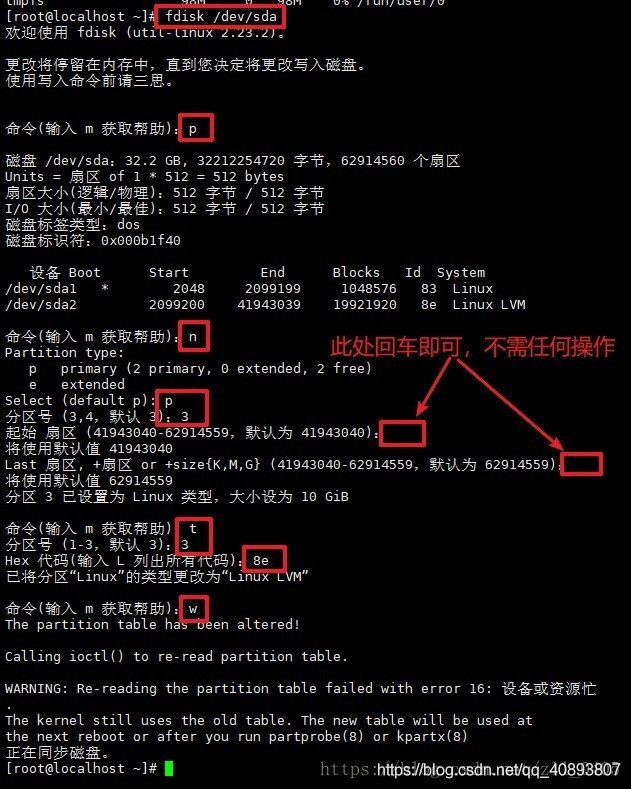 [root@localhost ~]# fdisk /dev/sda
欢迎使用 fdisk (util-linux 2.23.2)。
更改将停留在内存中，直到您决定将更改写入磁盘。
使用写入命令前请三思。
命令(输入 m 获取帮助)：p
磁盘 /dev/sda：32.2 GB, 32212254720 字节，62914560 个扇区
Units = 扇区 of 1 * 512 = 512 bytes
扇区大小(逻辑/物理)：512 字节 / 512 字节
I/O 大小(最小/最佳)：512 字节 / 512 字节
磁盘标签类型：dos
磁盘标识符：0x000b1f40
设备 Boot Start End Blocks Id System
/dev/sda1 * 2048 2099199 1048576 83 Linux
/dev/sda2 2099200 41943039 19921920 8e Linux LVM
命令(输入 m 获取帮助)：n
此处回车即可，不需任何操作
Partition type:
p primary (2 primary, 0 extended, 2 free)
e extended
Select (default p): p
分区号 (3,4，默认 3)：3
起始 扇区 (41943040-62914559，默认为 41943040)：
将使用默认值 41943040
Last 扇区, +扇区 or +size{K,M,G} (41943040-62914559，默认为 62914559)：
将使用默认值 62914559
分区 3 已设置为 Linux 类型，大小设为 10 GiB
命令(输入 m 获取帮助) t
分区号 (1-3，默认 3)：3
Hex 代码(输入 L 列出所有代码)：8e
已将分区“Linux”的类型更改为“Linux LVM”
命令(输入 m 获取帮助)：w
The partition table has been altered!
Calling ioctl() to re-read partition table.
WARNING: Re-reading the partition table failed with error 16: 设备或资源忙
.
The kernel still uses the old table. The new table will be used at
the next reboot or after you run partprobe(8) or kpartx(8)
正在同步磁盘。
[root@localhost ~]#
https://blog.csdn.net/qq_40893807